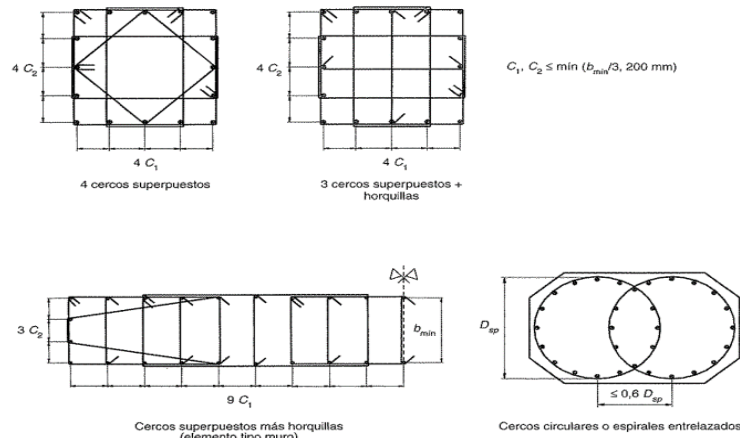 4 C₂
4 C₂
C₁, C₂ ≤ mín (bₘᵢₙ/3, 200 mm)
4 C₁
4 C₁
4 cercos superpuestos
3 cercos superpuestos +
horquillas
3 C₂
bₘᵢₙ
Dₛₚ
9 C₁
≤ 0,6 Dₛₚ
Cercos superpuestos más horquillas
(elemento tipo muro)
Cercos circulares o espirales entrelazados